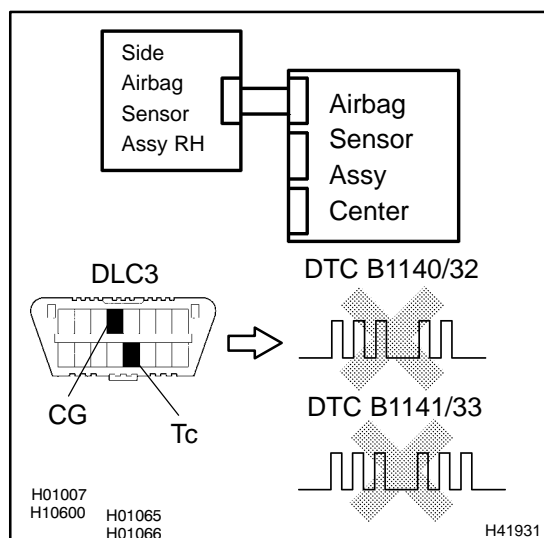 Side
Airbag
Sensor
Assy RH
Airbag
Sensor
Assy
Center
DLC3
DTC B1140/32
CG
Tc
DTC B1141/33
H01007
H10600
H01065
H01066
H41931